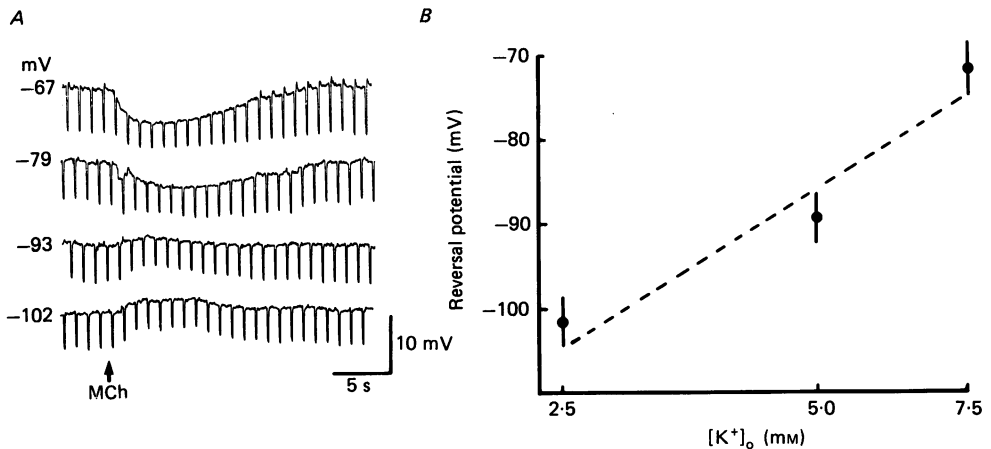 A
mV
−67
−79
−93
−102
MCh
10 mV
5 s
B
Reversal potential (mV)
−70
−80
−90
−100
2·5
5·0
7·5
[K⁺]ₒ (mM)